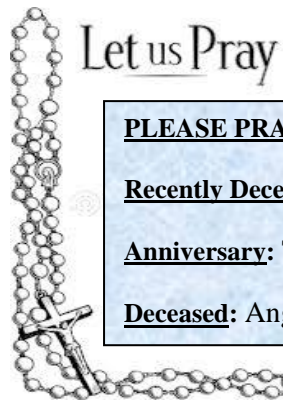 Let us Pray
PLEASE PRA
Recently Dece
Anniversary:
Deceased: Ang